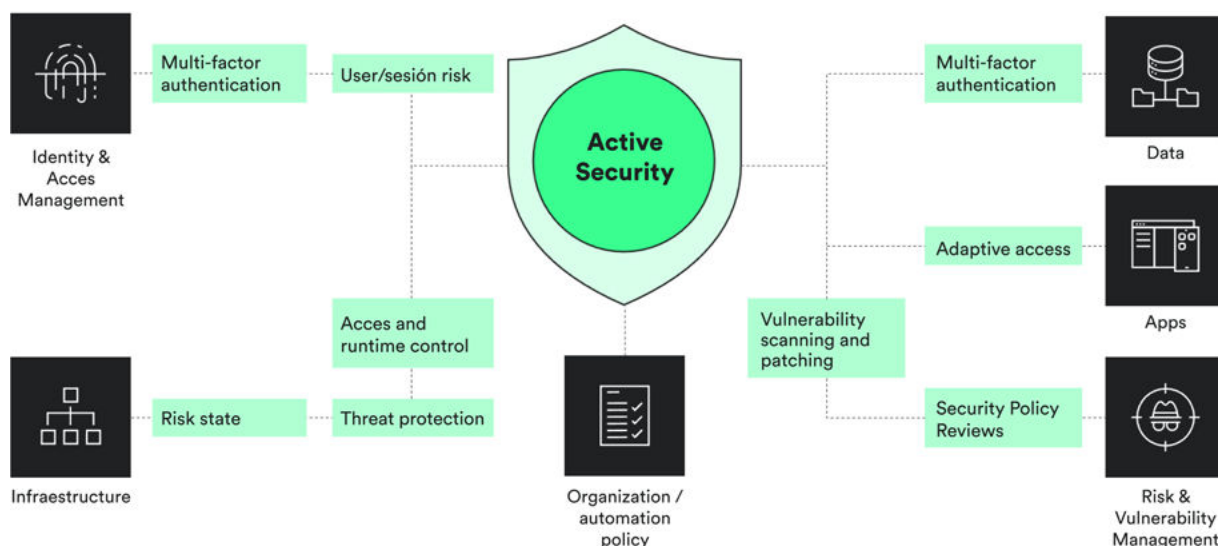 Multi-factor
authentication
User/sesión risk
Identity &
Acces
Management
Active
Security
Multi-factor
authentication
Data
Adaptive access
Apps
Acces and
runtime control
Vulnerability
scanning and
patching
Risk state
Threat protection
Infraestructure
Organization /
automation
policy
Security Policy
Reviews
Risk &
Vulnerability
Management